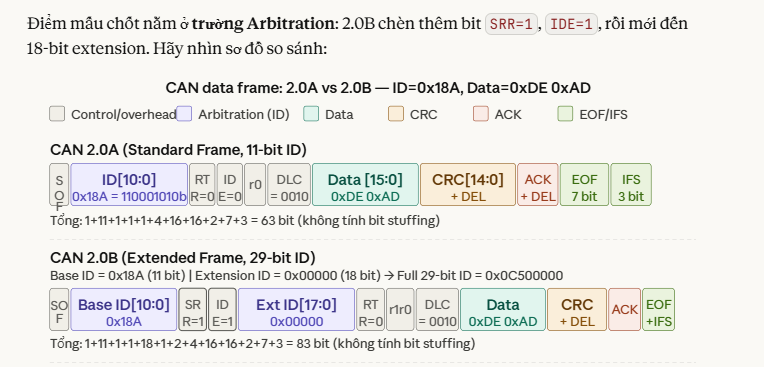 Điểm mấu chốt nằm ở trường Arbitration: 2.0B chèn thêm bit SRR=1, IDE=1, rồi mới đến
18-bit extension. Hãy nhìn sơ đồ so sánh:
CAN data frame: 2.0A vs 2.0B — ID=0x18A, Data=0xDE 0xAD
Control/overhead Arbitration (ID) Data CRC ACK EOF/IFS
CAN 2.0A (Standard Frame, 11-bit ID)
S O F ID[10:0] RT ID r0 DLC Data [15:0] CRC[14:0] ACK EOF IFS
0x18A = 110001010b R=0 E=0 = 0010 0xDE 0xAD + DEL + DEL 7 bit 3 bit
Tổng: 1+11+1+1+1+4+16+16+2+7+3 = 63 bit (không tính bit stuffing)
CAN 2.0B (Extended Frame, 29-bit ID)
Base ID = 0x18A (11 bit) | Extension ID = 0x00000 (18 bit) → Full 29-bit ID = 0x0C500000
SO Base ID[10:0] SR ID Ext ID[17:0] RT r1r0 DLC Data CRC ACK EOF
F 0x18A R=1 E=1 0x00000 R=0 = 0010 0xDE 0xAD + DEL +IFS
Tổng: 1+11+1+1+18+1+2+4+16+16+2+7+3 = 83 bit (không tính bit stuffing)